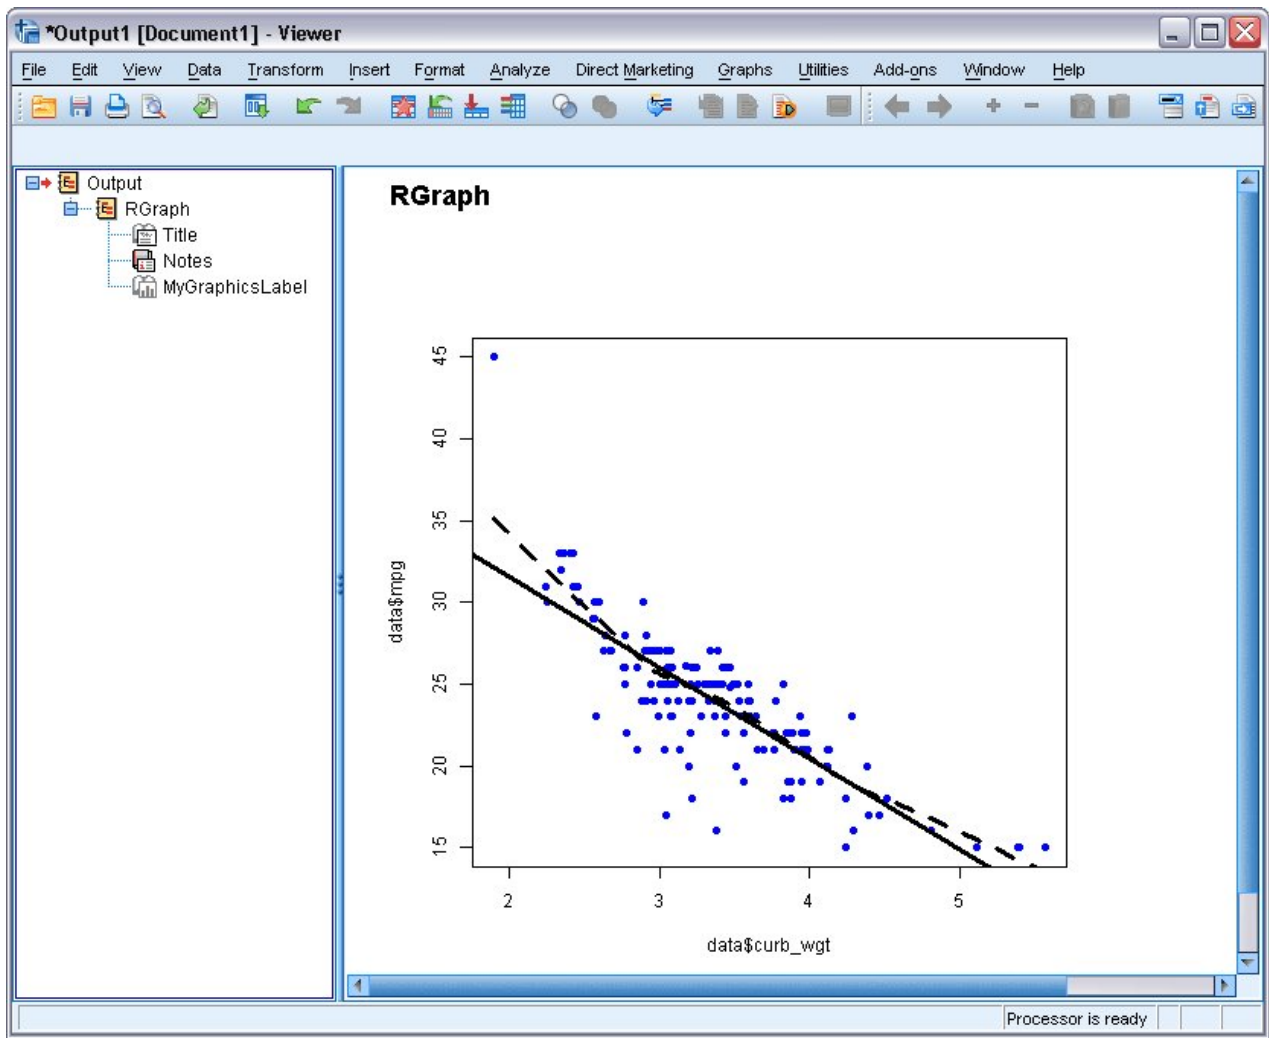 *Output1 [Document1] - Viewer
File Edit View Data Transform Insert Format Analyze Direct Marketing Graphs Utilities Add-ons Window Help
Output
RGraph
Title
Notes
MyGraphicsLabel
RGraph
45
40
35
30
25
20
15
data$mpg
2 3 4 5
data$curb_wgt
Processor is ready